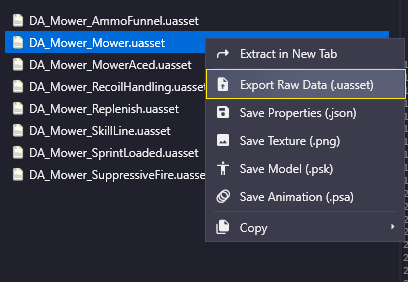 DA_Mower_AmmoFunnel.uasset
DA_Mower_Mower.uasset
DA_Mower_MowerAced.uasset
DA_Mower_RecoilHandling.uasset
DA_Mower_Replenish.uasset
DA_Mower_SkillLine.uasset
DA_Mower_SprintLoaded.uasset
DA_Mower_SuppressiveFire.uasse
Extract in New Tab
Export Raw Data (.uasset)
Save Properties (.json)
Save Texture (.png)
Save Model (.psk)
Save Animation (.psa)
Copy